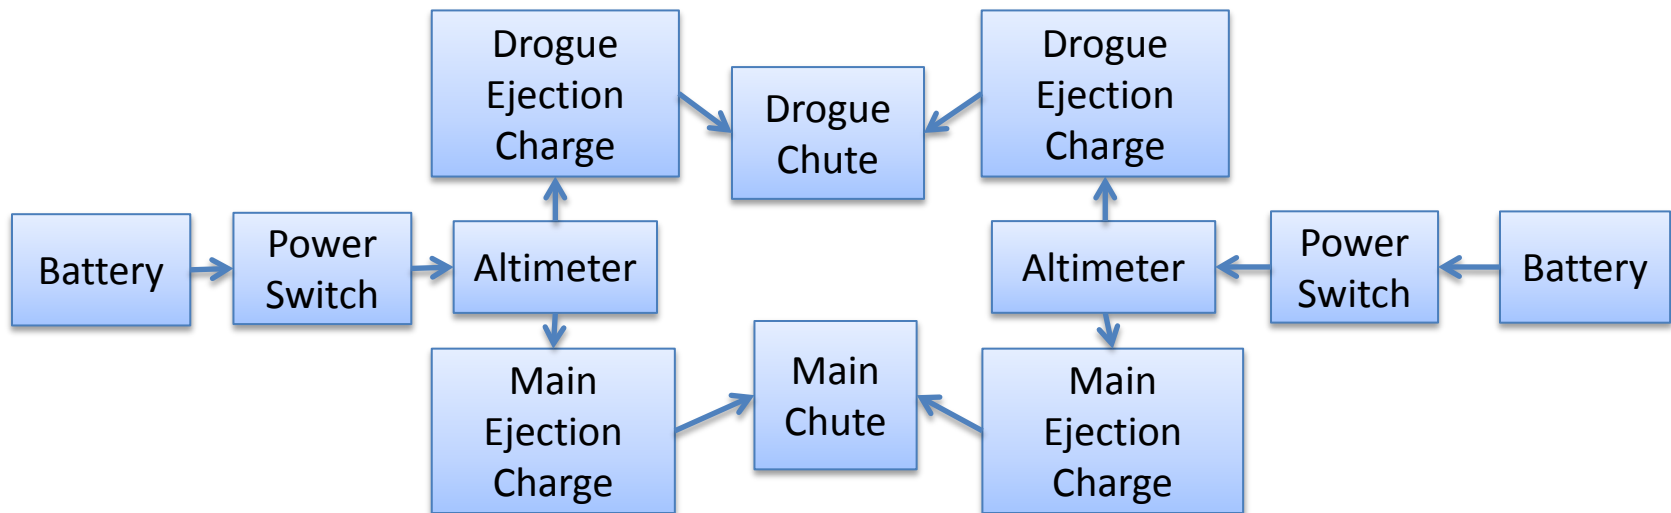 Drogue
Ejection
Charge
Drogue
Chute
Drogue
Ejection
Charge
Battery
Power
Switch
Altimeter
Altimeter
Power
Switch
Battery
Main
Ejection
Charge
Main
Chute
Main
Ejection
Charge